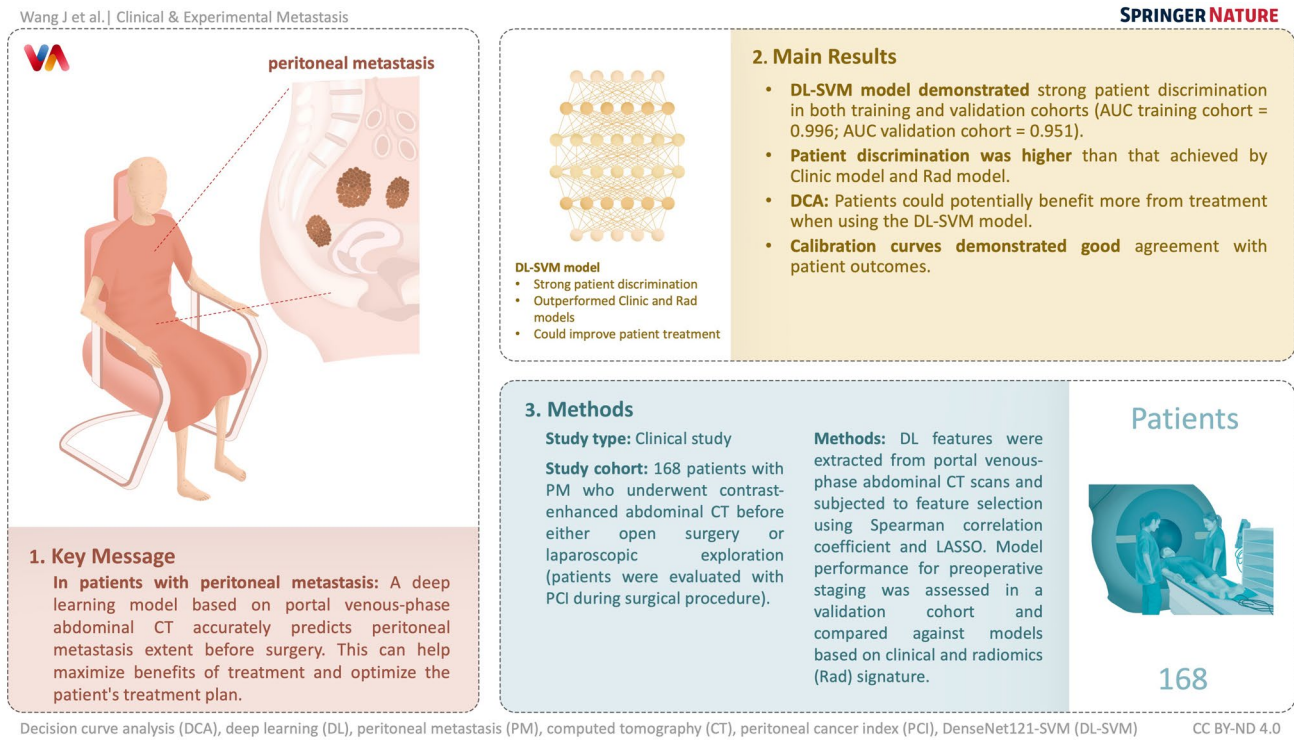 Wang J et al.| Clinical & Experimental Metastasis
SPRINGER NATURE
peritoneal metastasis
1. Key Message
In patients with peritoneal metastasis: A deep
learning model based on portal venous-phase
abdominal CT accurately predicts peritoneal
metastasis extent before surgery. This can help
maximize benefits of treatment and optimize the
patient's treatment plan.
DL-SVM model
• Strong patient discrimination
• Outperformed Clinic and Rad
models
• Could improve patient treatment
2. Main Results
• DL-SVM model demonstrated strong patient discrimination
in both training and validation cohorts (AUC training cohort =
0.996; AUC validation cohort = 0.951).
• Patient discrimination was higher than that achieved by
Clinic model and Rad model.
• DCA: Patients could potentially benefit more from treatment
when using the DL-SVM model.
• Calibration curves demonstrated good agreement with
patient outcomes.
3. Methods
Study type: Clinical study
Study cohort: 168 patients with
PM who underwent contrast-
enhanced abdominal CT before
either open surgery or
laparoscopic exploration
(patients were evaluated with
PCI during surgical procedure).
Methods: DL features were
extracted from portal venous-
phase abdominal CT scans and
subjected to feature selection
using Spearman correlation
coefficient and LASSO. Model
performance for preoperative
staging was assessed in a
validation cohort and
compared against models
based on clinical and radiomics
(Rad) signature.
Patients
168
Decision curve analysis (DCA), deep learning (DL), peritoneal metastasis (PM), computed tomography (CT), peritoneal cancer index (PCI), DenseNet121-SVM (DL-SVM)
CC BY-ND 4.0